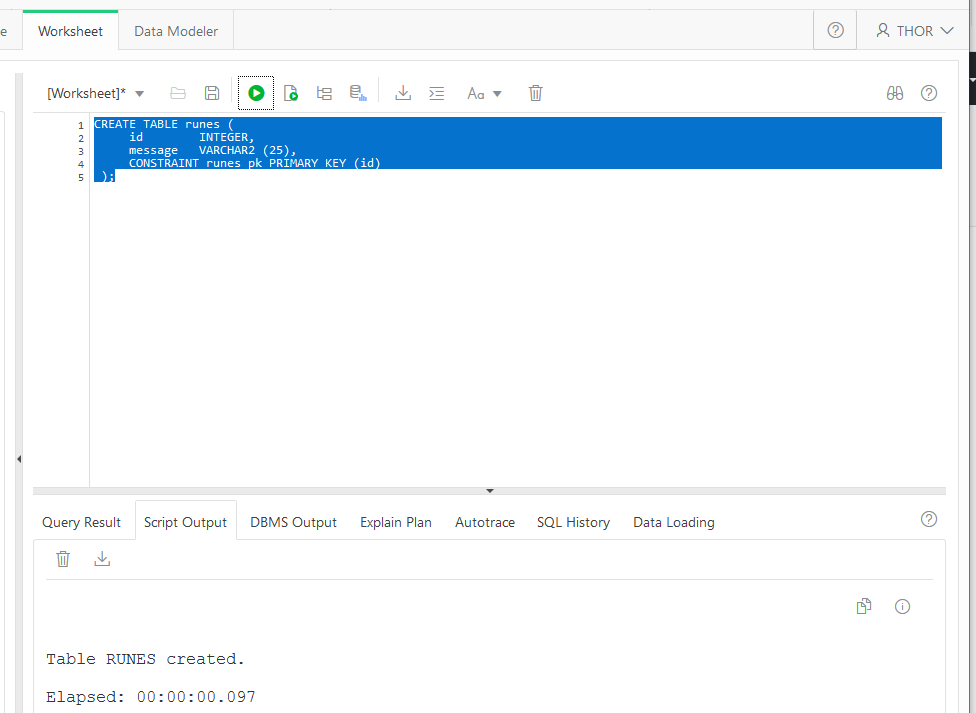 e Worksheet Data Modeler THOR
[Worksheet]* Aa
1 CREATE TABLE runes (
2 id INTEGER,
3 message VARCHAR2 (25),
4 CONSTRAINT runes_pk PRIMARY KEY (id)
5 );
Query Result Script Output DBMS Output Explain Plan Autotrace SQL History Data Loading
Table RUNES created.
Elapsed: 00:00:00.097